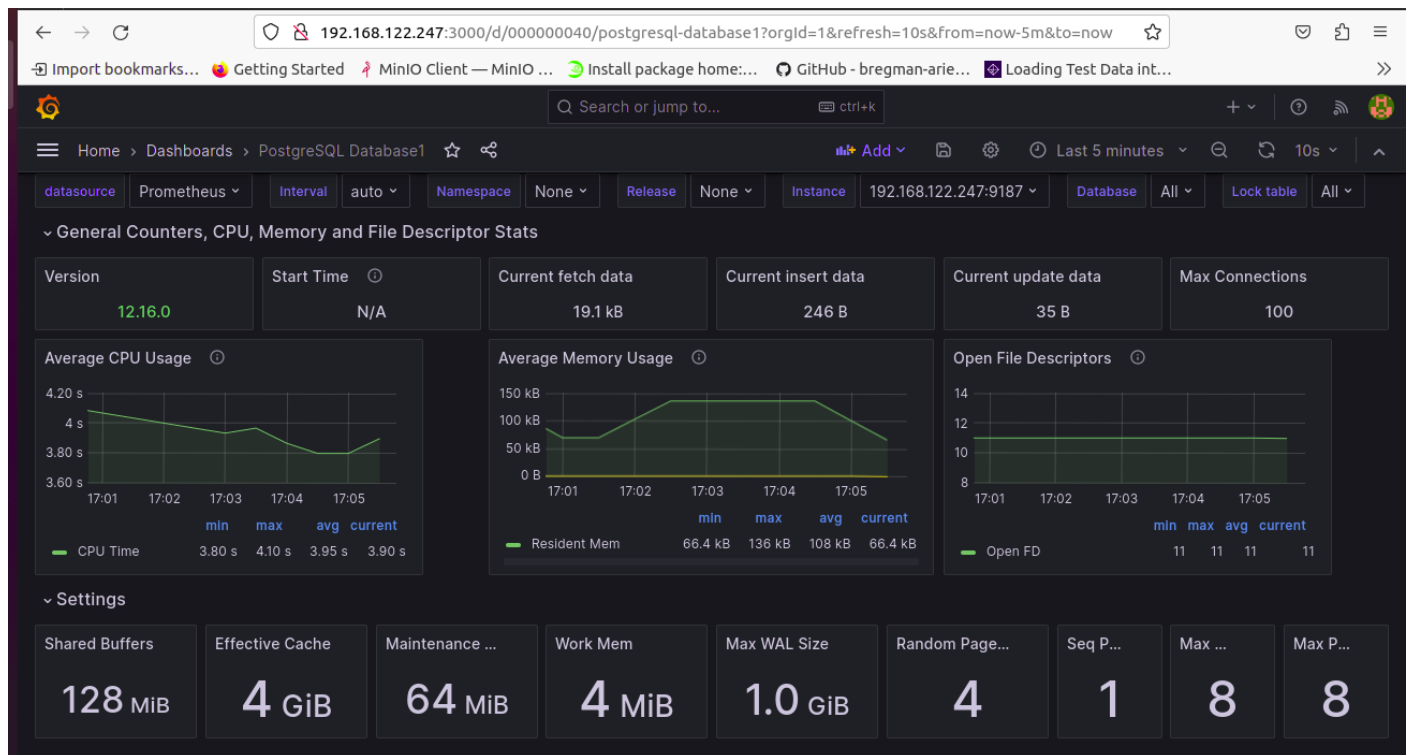 192.168.122.247:3000/d/000000040/postgresql-database1?orgId=1&refresh=10s&from=now-5m&to=now
Import bookmarks... Getting Started MinIO Client — MinIO ... Install package home:... GitHub - bregman-arie... Loading Test Data int...
Search or jump to... ctrl+k
Home > Dashboards > PostgreSQL Database1 Add Last 5 minutes 10s
datasource Prometheus Interval auto Namespace None Release None Instance 192.168.122.247:9187 Database All Lock table All
General Counters, CPU, Memory and File Descriptor Stats
Version Start Time Current fetch data Current insert data Current update data Max Connections
12.16.0 N/A 19.1 kB 246 B 35 B 100
Average CPU Usage
4.20 s
4 s
3.80 s
3.60 s
17:01 17:02 17:03 17:04 17:05
min max avg current
CPU Time 3.80 s 4.10 s 3.95 s 3.90 s
Average Memory Usage
150 kB
100 kB
50 kB
0 B
17:01 17:02 17:03 17:04 17:05
min max avg current
Resident Mem 66.4 kB 136 kB 108 kB 66.4 kB
Open File Descriptors
14
12
10
8
17:01 17:02 17:03 17:04 17:05
min max avg current
Open FD 11 11 11 11
Settings
Shared Buffers Effective Cache Maintenance ... Work Mem Max WAL Size Random Page... Seq P... Max ... Max P...
128 MiB 4 GiB 64 MiB 4 MiB 1.0 GiB 4 1 8 8